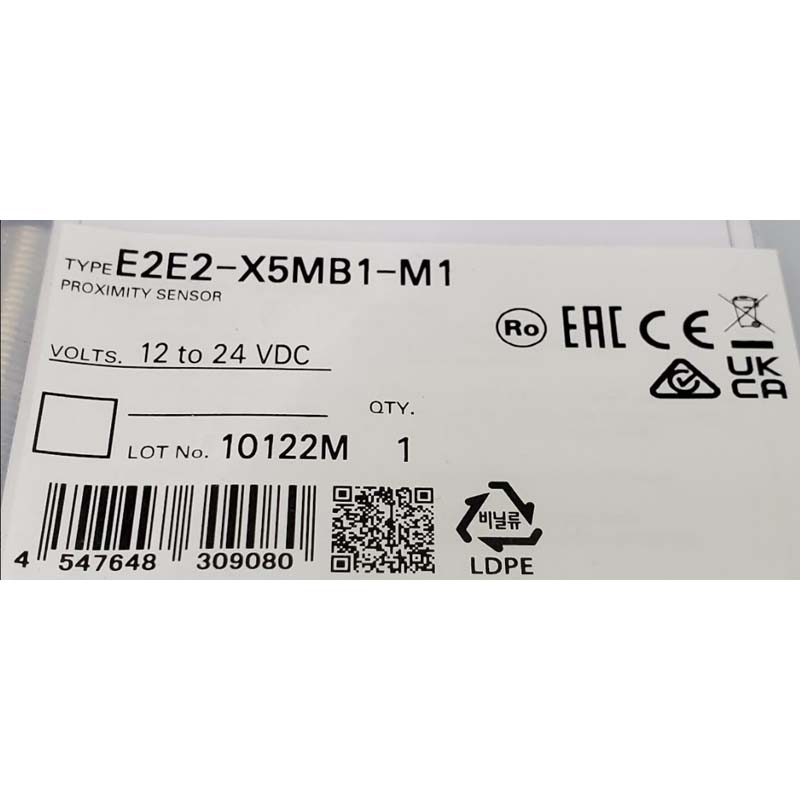 TYPE E2E2-X5MB1-M1
PROXIMITY SENSOR
VOLTS. 12 to 24 VDC
QTY.
LOT No. 10122M 1
4 547648 309080
Ro EAC CE
UK
CA
비닐류
LDPE